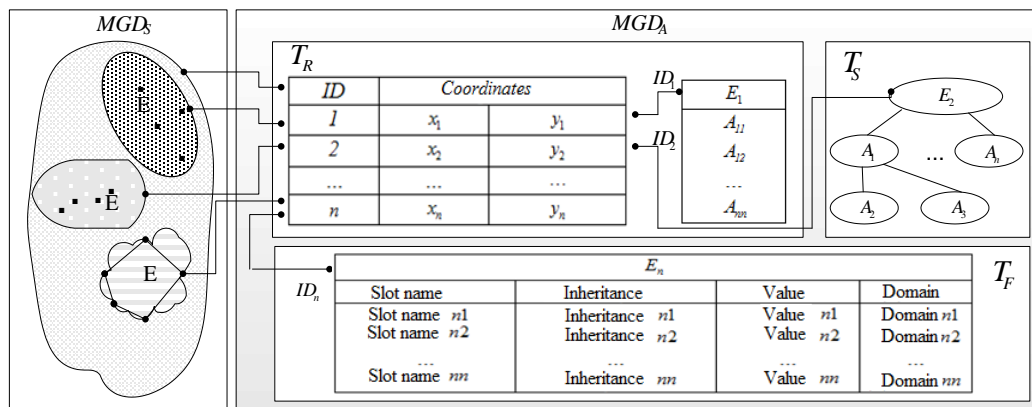 MGD_S
E
E
E
MGD_A
T_R
ID Coordinates
1 x_1 y_1
2 x_2 y_2
... ... ...
n x_n y_n
ID_1
ID_2
E_1
A_11
A_12
...
A_nn
T_S
E_2
A_1 ... A_n
A_2 A_3
ID_n
E_n
T_F
Slot name Inheritance Value Domain
Slot name n1 Inheritance n1 Value n1 Domain n1
Slot name n2 Inheritance n2 Value n2 Domain n2
... ... ... ...
Slot name nn Inheritance nn Value nn Domain nn